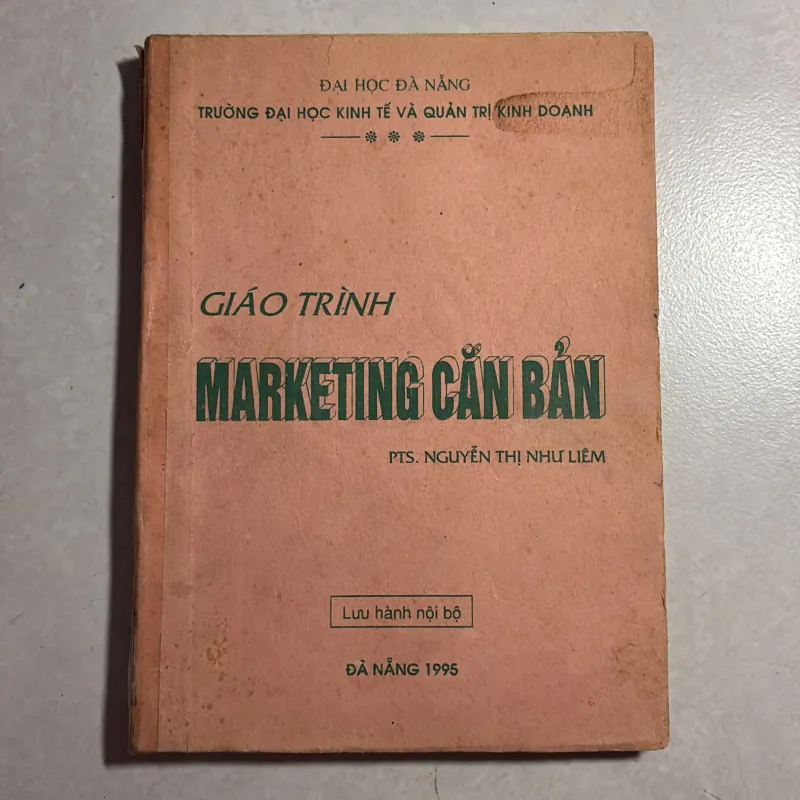 ĐẠI HỌC ĐÀ NẴNG
TRƯỜNG ĐẠI HỌC KINH TẾ VÀ QUẢN TRỊ KINH DOANH
GIÁO TRÌNH
MARKETING CĂN BẢN
PTS. NGUYỄN THỊ NHƯ LIÊM
Lưu hành nội bộ
ĐÀ NẴNG 1995